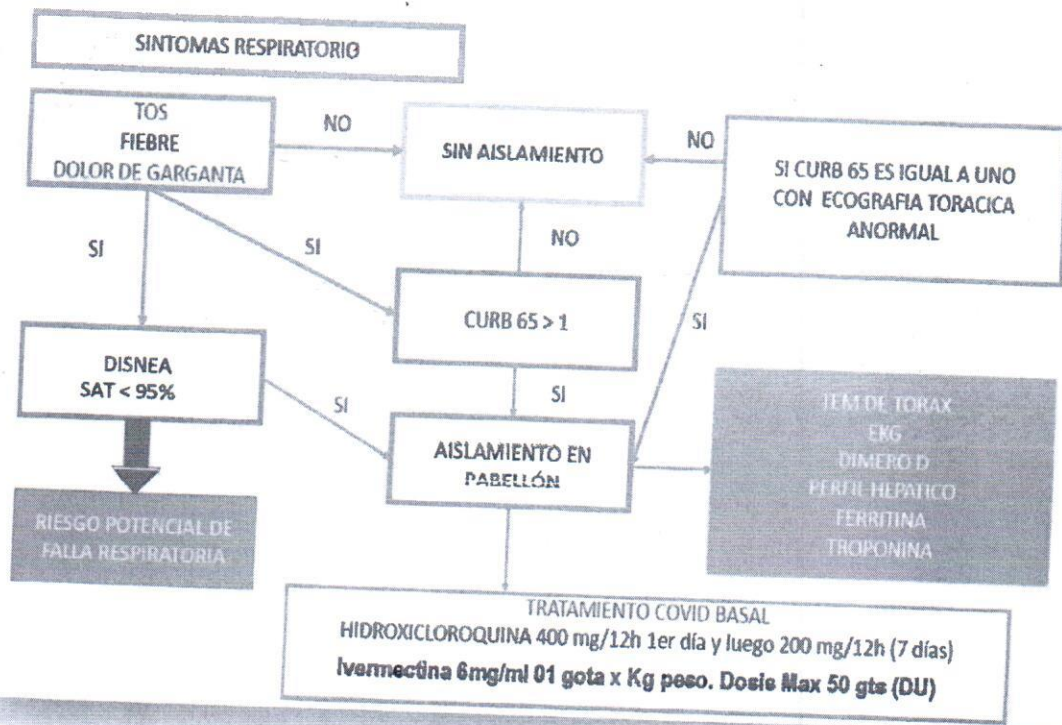 SINTOMAS RESPIRATORIO
TOS
FIEBRE
DOLOR DE GARGANTA
NO
SIN AISLAMIENTO
NO
SI CURB 65 ES IGUAL A UNO
CON ECOGRAFIA TORACICA
ANORMAL
SI
SI
NO
CURB 65 > 1
SI
DISNEA
SAT < 95%
SI
SI
AISLAMIENTO EN
PABELLÓN
TEM DE TORAX
EKG
DIMERO D
PERFIL HEPATICO
FERRITINA
TROPONINA
RIESGO POTENCIAL DE
FALLA RESPIRATORIA
TRATAMIENTO COVID BASAL
HIDROXICLOROQUINA 400 mg/12h 1er día y luego 200 mg/12h (7 días)
Ivermectina 6mg/ml 01 gota x Kg peso. Dosis Max 50 gts (DU)